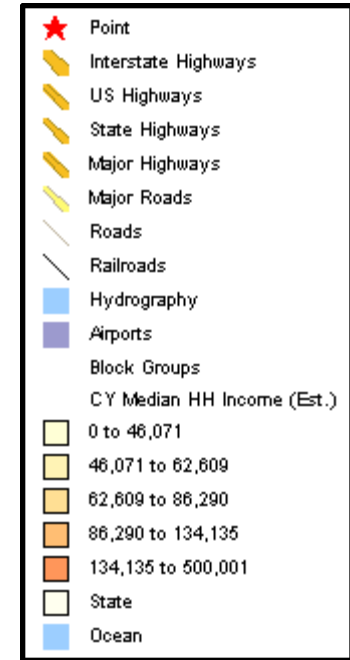 Point
Interstate Highways
US Highways
State Highways
Major Highways
Major Roads
Roads
Railroads
Hydrography
Airports
Block Groups
CY Median HH Income (Est.)
0 to 46,071
46,071 to 62,609
62,609 to 86,290
86,290 to 134,135
134,135 to 500,001
State
Ocean